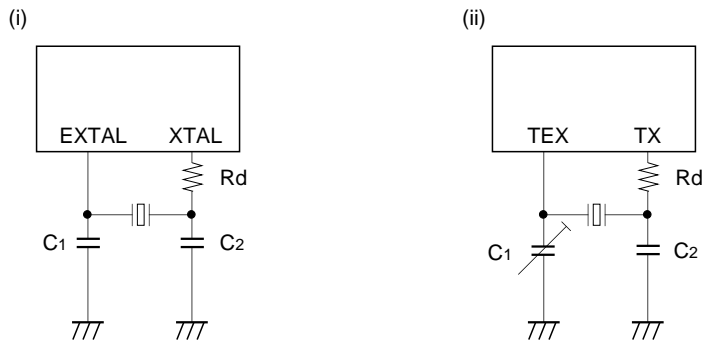 (i)
EXTAL XTAL
Rd
C1
C2
(ii)
TEX TX
Rd
C1
C2